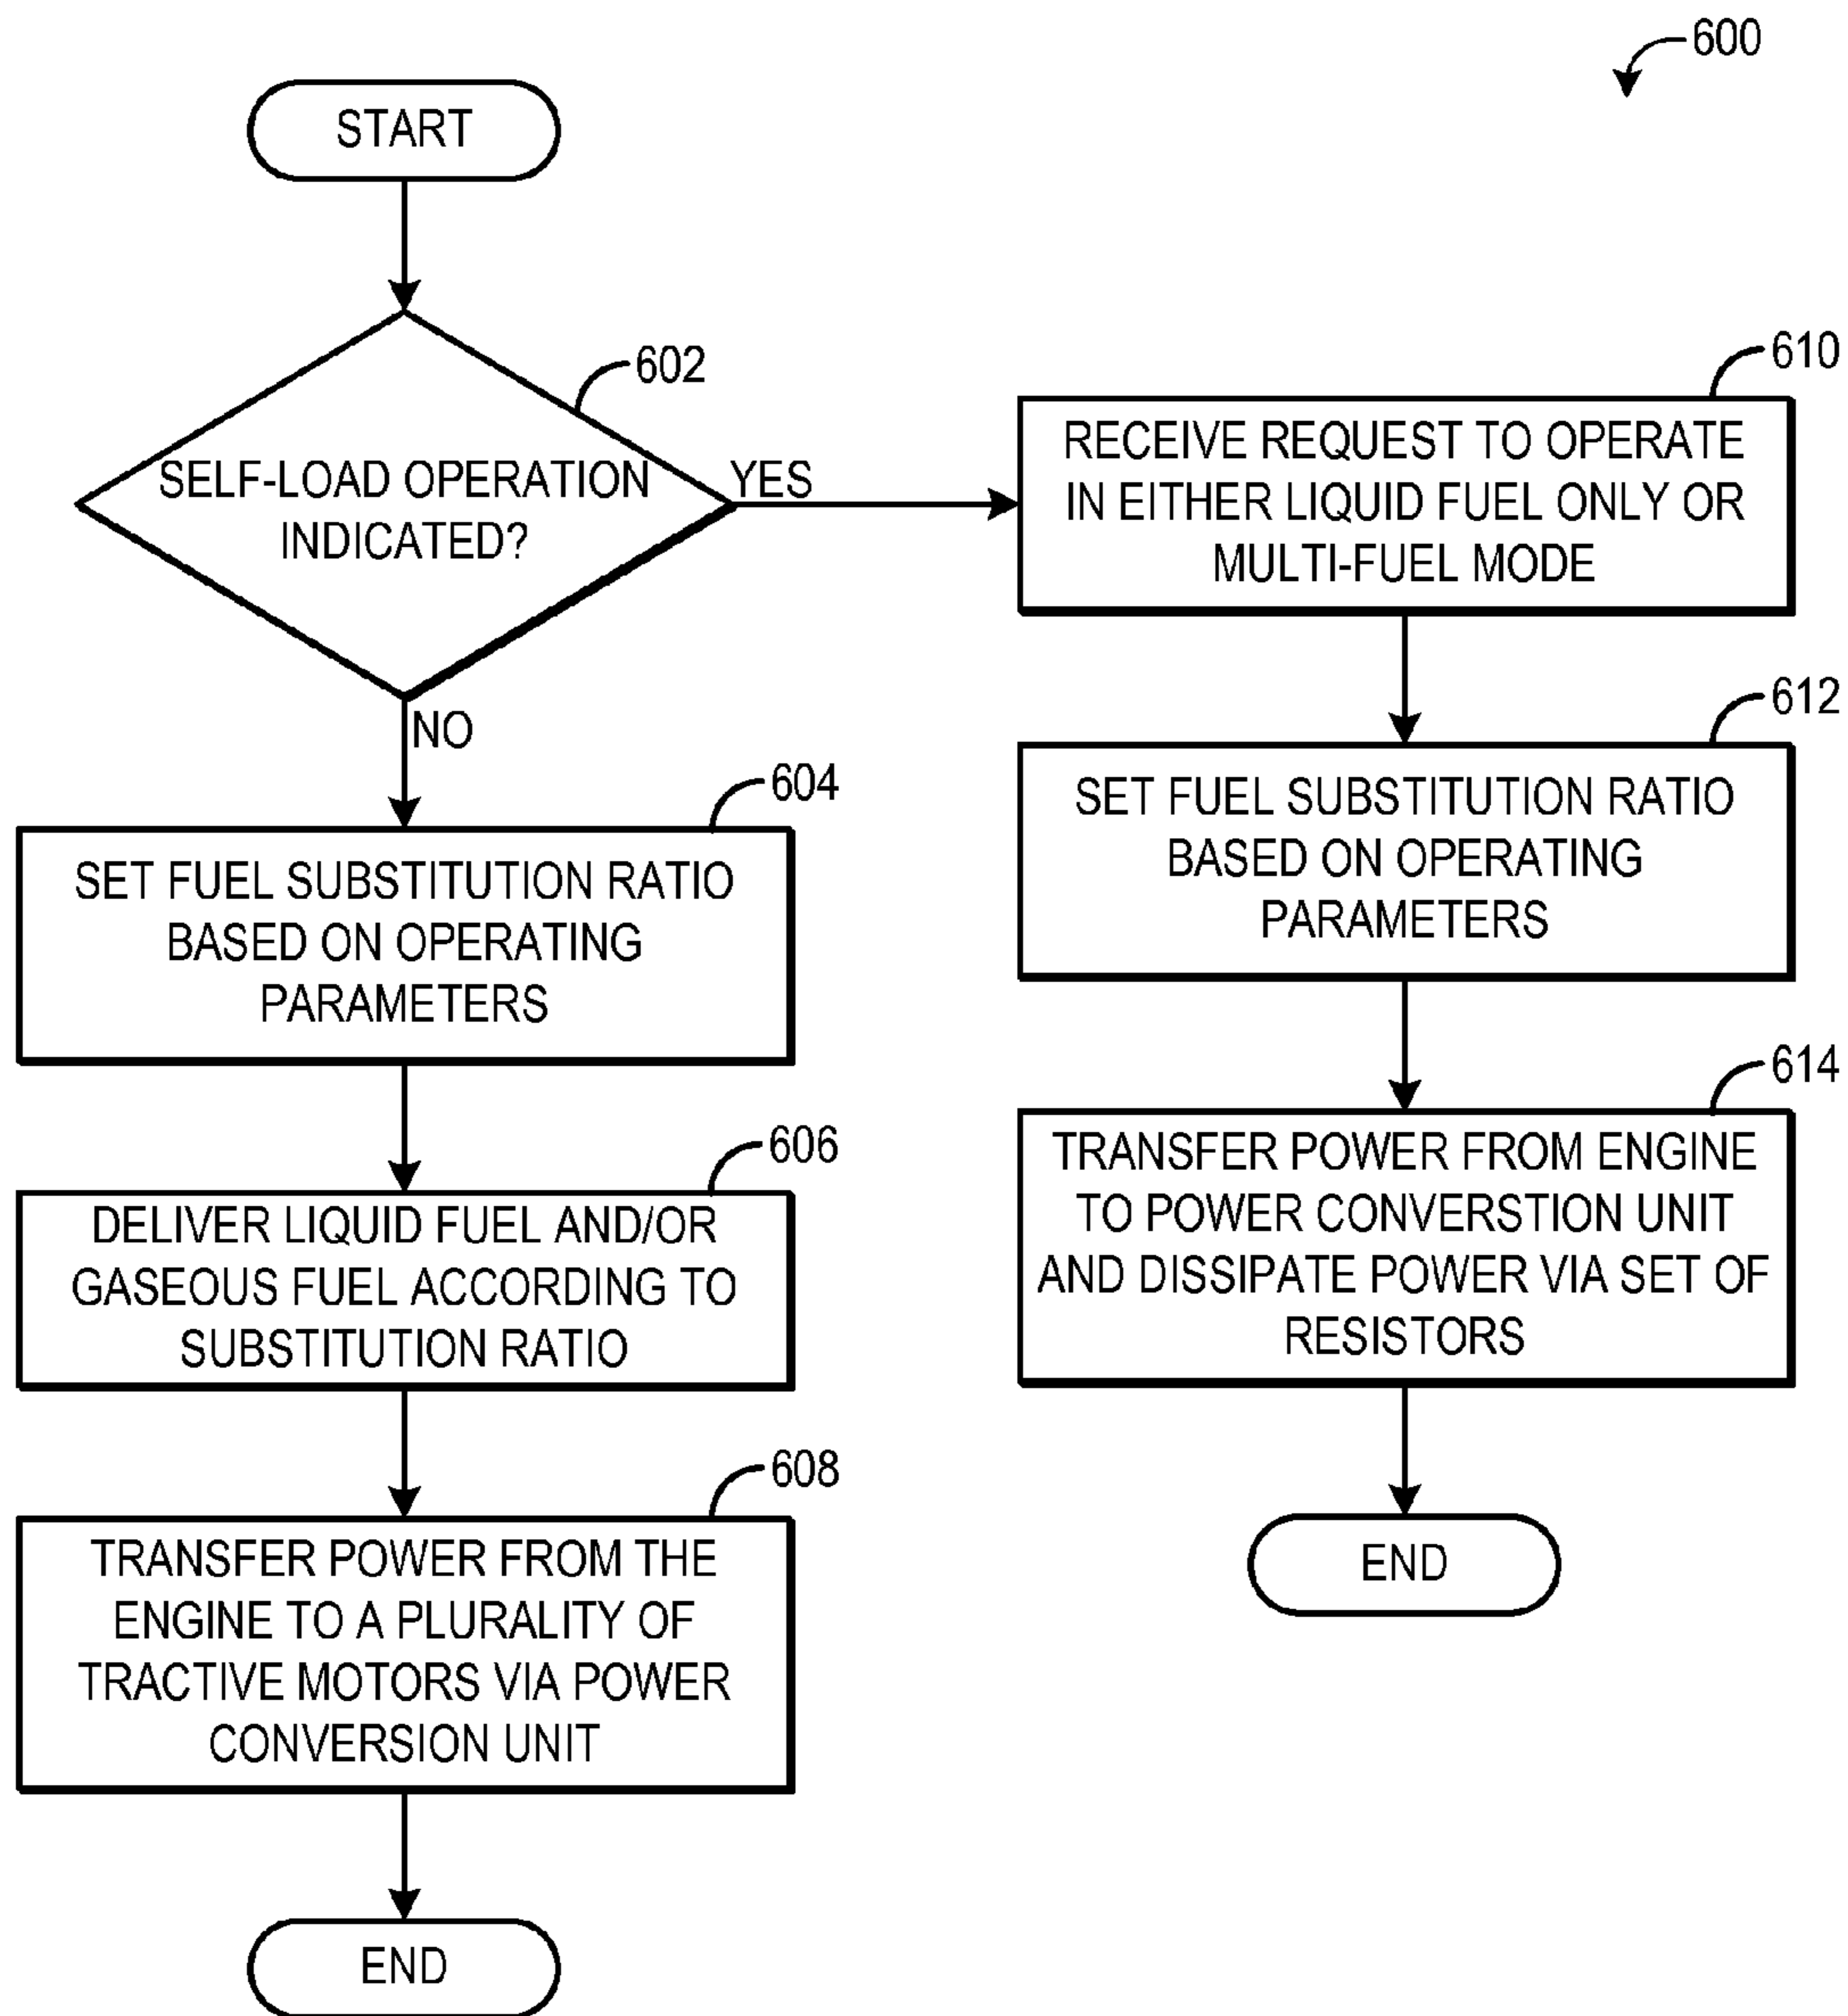 600
START
602
SELF-LOAD OPERATION
INDICATED?
YES
NO
604
SET FUEL SUBSTITUTION RATIO
BASED ON OPERATING
PARAMETERS
606
DELIVER LIQUID FUEL AND/OR
GASEOUS FUEL ACCORDING TO
SUBSTITUTION RATIO
608
TRANSFER POWER FROM THE
ENGINE TO A PLURALITY OF
TRACTIVE MOTORS VIA POWER
CONVERSION UNIT
END
610
RECEIVE REQUEST TO OPERATE
IN EITHER LIQUID FUEL ONLY OR
MULTI-FUEL MODE
612
SET FUEL SUBSTITUTION RATIO
BASED ON OPERATING
PARAMETERS
614
TRANSFER POWER FROM ENGINE
TO POWER CONVERSTION UNIT
AND DISSIPATE POWER VIA SET OF
RESISTORS
END